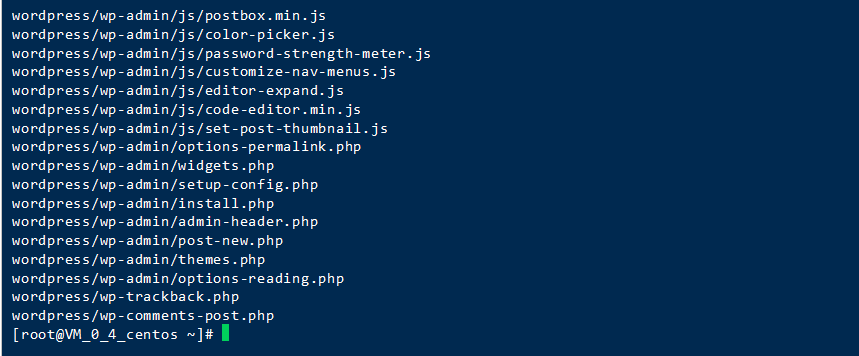 wordpress/wp-admin/js/postbox.min.js
wordpress/wp-admin/js/color-picker.js
wordpress/wp-admin/js/password-strength-meter.js
wordpress/wp-admin/js/customize-nav-menus.js
wordpress/wp-admin/js/editor-expand.js
wordpress/wp-admin/js/code-editor.min.js
wordpress/wp-admin/js/set-post-thumbnail.js
wordpress/wp-admin/options-permalink.php
wordpress/wp-admin/widgets.php
wordpress/wp-admin/setup-config.php
wordpress/wp-admin/install.php
wordpress/wp-admin/admin-header.php
wordpress/wp-admin/post-new.php
wordpress/wp-admin/themes.php
wordpress/wp-admin/options-reading.php
wordpress/wp-trackback.php
wordpress/wp-comments-post.php
[root@VM_0_4_centos ~]#